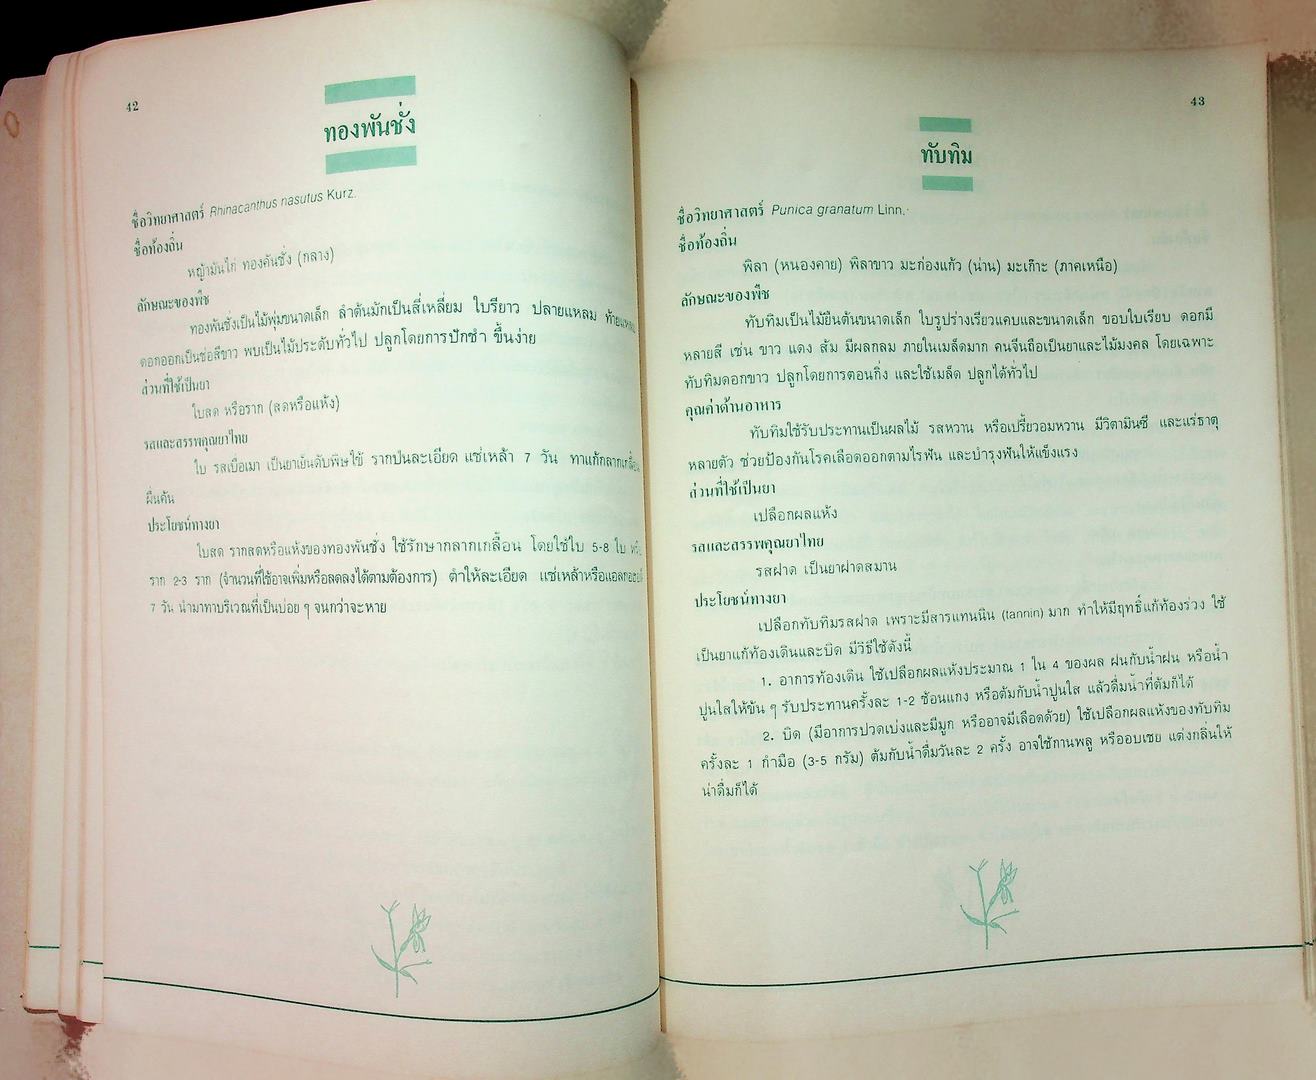 42
ทองพันชั่ง
ชื่อวิทยาศาสตร์ Rhinacanthus nasutus Kurz.
ชื่อท้องถิ่น
หญ้ามันไก่ ทองคันชั่ง (กลาง)
ลักษณะของพืช
ทองพันชั่งเป็นไม้พุ่มขนาดเล็ก ลำต้นมักเป็นสี่เหลี่ยม ใบรียาว ปลายแหลม
ดอกออกเป็นช่อสีขาว พบเป็นไม้ประดับทั่วไป ปลูกโดยการปักชำ ขึ้นง่าย
ส่วนที่ใช้เป็นยา
ใบสด หรือราก (สดหรือแห้ง)
รสและสรรพคุณยาไทย
ใบ รสเบื่อเมา เป็นยาเย็นดับพิษไข้ รากป่นละเอียด แช่เหล้า 7 วัน ทาแก้กลากเกลื้อน
ผื่นคัน
ประโยชน์ทางยา
ใบสด รากสดหรือแห้งของทองพันชั่ง ใช้รักษากลากเกลื้อน โดยใช้ใบ 5-8 ใบ หรือ
ราก 2-3 ราก (จำนวนที่ใช้อาจเพิ่มหรือลดลงได้ตามต้องการ) ตำให้ละเอียด แช่เหล้าหรือแอลกอฮอล์
7 วัน นำมาทาบริเวณที่เป็นบ่อย ๆ จนกว่าจะหาย
43
ทับทิม
ชื่อวิทยาศาสตร์ Punica granatum Linn.
ชื่อท้องถิ่น
พิลา (หนองคาย) พิลาขาว มะก่องแก้ว (น่าน) มะเก๊าะ (ภาคเหนือ)
ลักษณะของพืช
ทับทิมเป็นไม้ยืนต้นขนาดเล็ก ใบรูปร่างเรียวแคบและขนาดเล็ก ขอบใบเรียบ ดอกมี
หลายสี เช่น ขาว แดง ส้ม มีผลกลม ภายในเมล็ดมาก คนจีนถือเป็นยาและไม้มงคล โดยเฉพาะ
ทับทิมดอกขาว ปลูกโดยการตอนกิ่ง และใช้เมล็ด ปลูกได้ทั่วไป
คุณค่าด้านอาหาร
ทับทิมใช้รับประทานเป็นผลไม้ รสหวาน หรือเปรี้ยวอมหวาน มีวิตามินซี และแร่ธาตุ
หลายตัว ช่วยป้องกันโรคเลือดออกตามไรฟัน และบำรุงฟันให้แข็งแรง
ส่วนที่ใช้เป็นยา
เปลือกผลแห้ง
รสและสรรพคุณยาไทย
รสฝาด เป็นยาฝาดสมาน
ประโยชน์ทางยา
เปลือกทับทิมรสฝาด เพราะมีสารแทนนิน (tannin) มาก ทำให้มีฤทธิ์แก้ท้องร่วง ใช้
เป็นยาแก้ท้องเดินและบิด มีวิธีใช้ดังนี้
1. อาการท้องเดิน ใช้เปลือกผลแห้งประมาณ 1 ใน 4 ของผล ฝนกับน้ำฝน หรือน้ำ
ปูนใสให้ข้น ๆ รับประทานครั้งละ 1-2 ช้อนแกง หรือต้มกับน้ำปูนใส แล้วดื่มน้ำที่ต้มก็ได้
2. บิด (มีอาการปวดเบ่งและมีมูก หรืออาจมีเลือดด้วย) ใช้เปลือกผลแห้งของทับทิม
ครั้งละ 1 กำมือ (3-5 กรัม) ต้มกับน้ำดื่มวันละ 2 ครั้ง อาจใช้กานพลู หรืออบเชย แต่งกลิ่นให้
น่าดื่มก็ได้